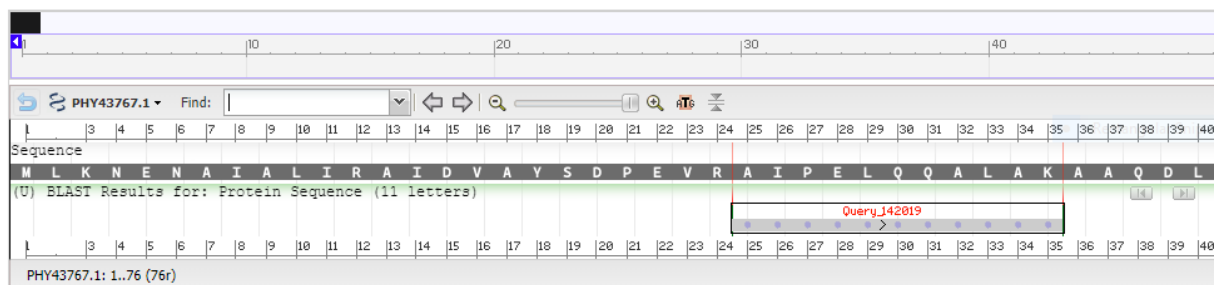 1 10 20 30 40
PHY43767.1 Find:
1 3 4 5 6 7 8 9 10 11 12 13 14 15 16 17 18 19 20 21 22 23 24 25 26 27 28 29 30 31 32 33 34 35 36 37 38 39 40
Sequence
M L K N E N A I A L I R A I D V A Y S D P E V R A I P E L Q Q A L A K A A Q D L
(U) BLAST Results for: Protein Sequence (11 letters)
Query_142019
1 3 4 5 6 7 8 9 10 11 12 13 14 15 16 17 18 19 20 21 22 23 24 25 26 27 28 29 30 31 32 33 34 35 36 37 38 39 40
PHY43767.1: 1..76 (76r)